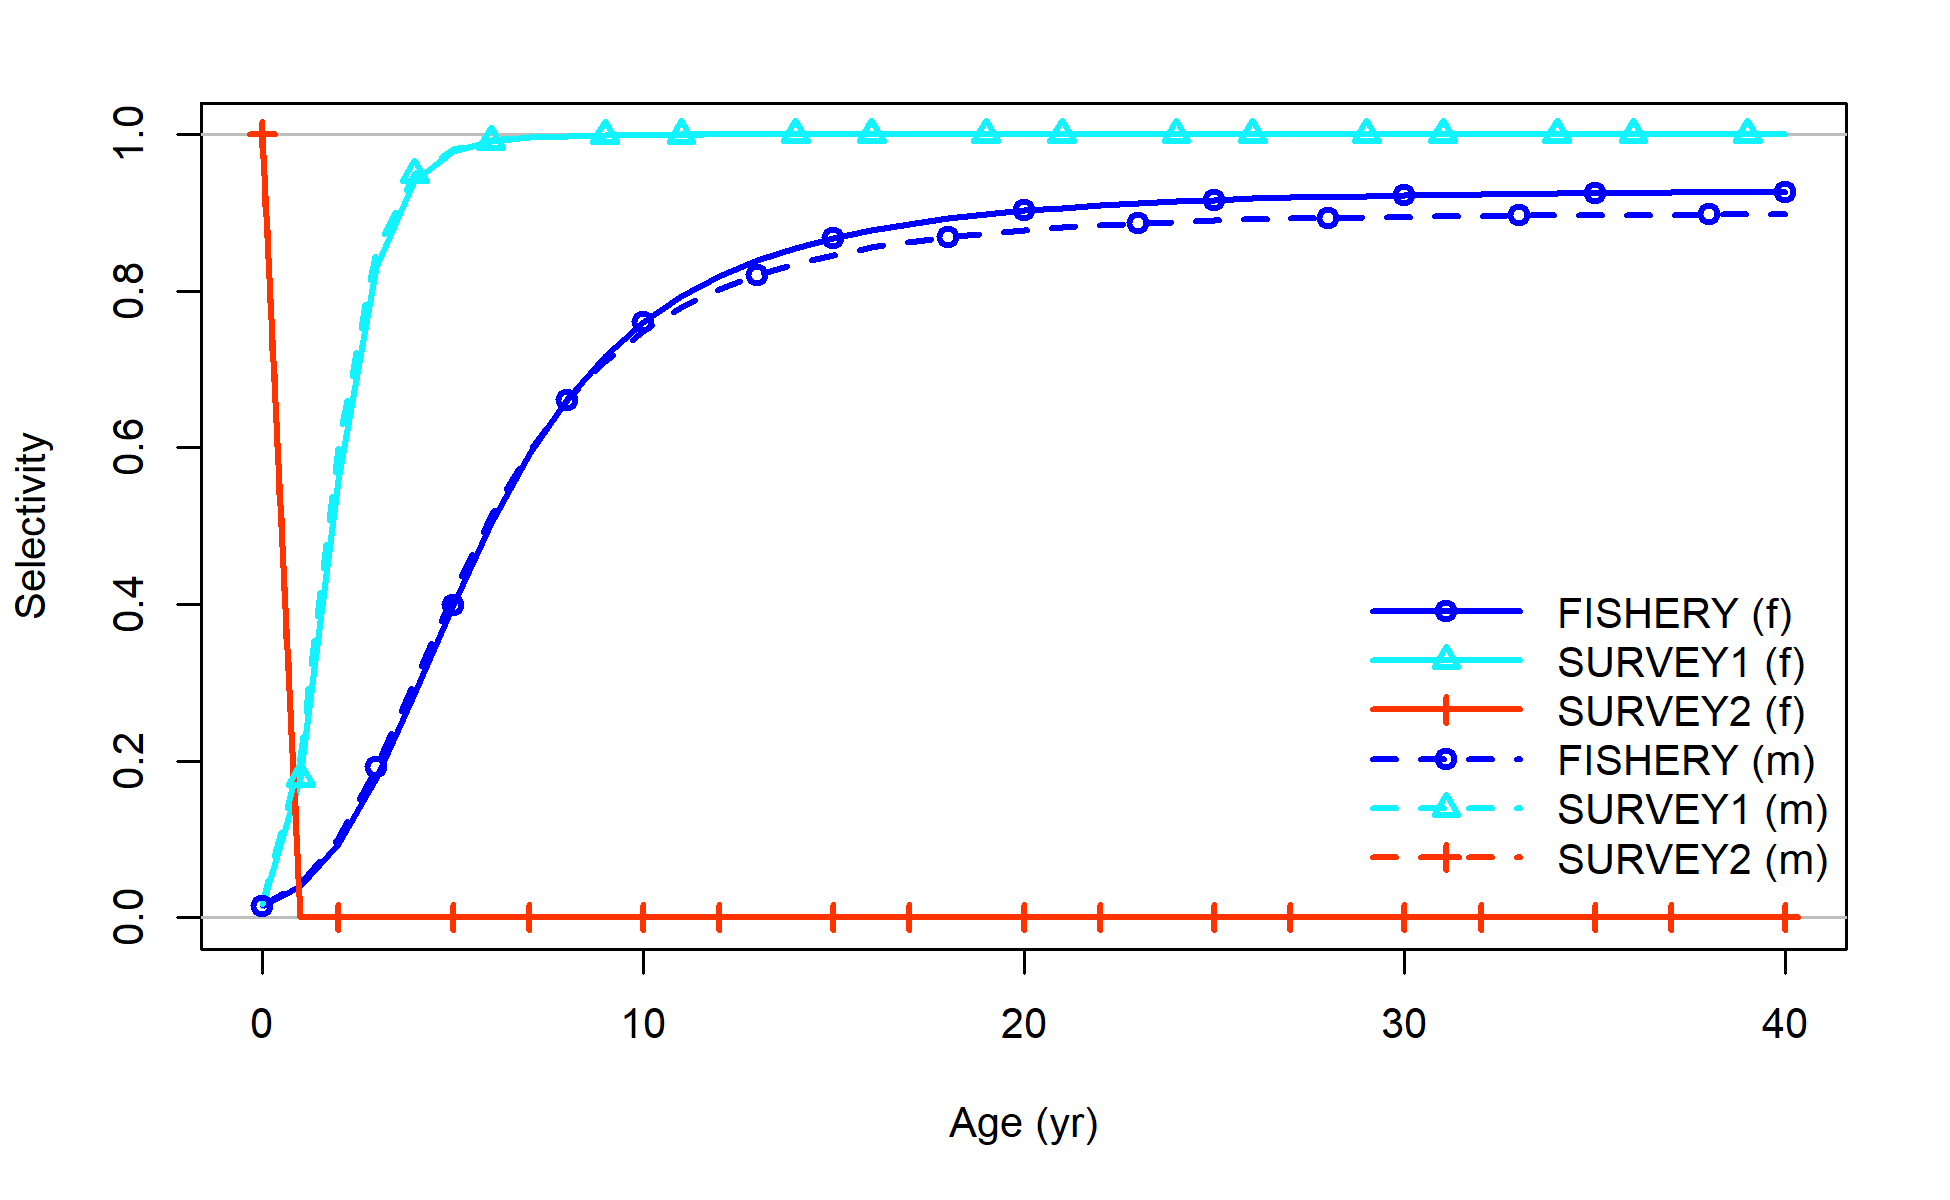 Selectivity
1.0
0.8
0.6
0.4
0.2
0.0
FISHERY (f)
SURVEY1 (f)
SURVEY2 (f)
FISHERY (m)
SURVEY1 (m)
SURVEY2 (m)
0 10 20 30 40
Age (yr)